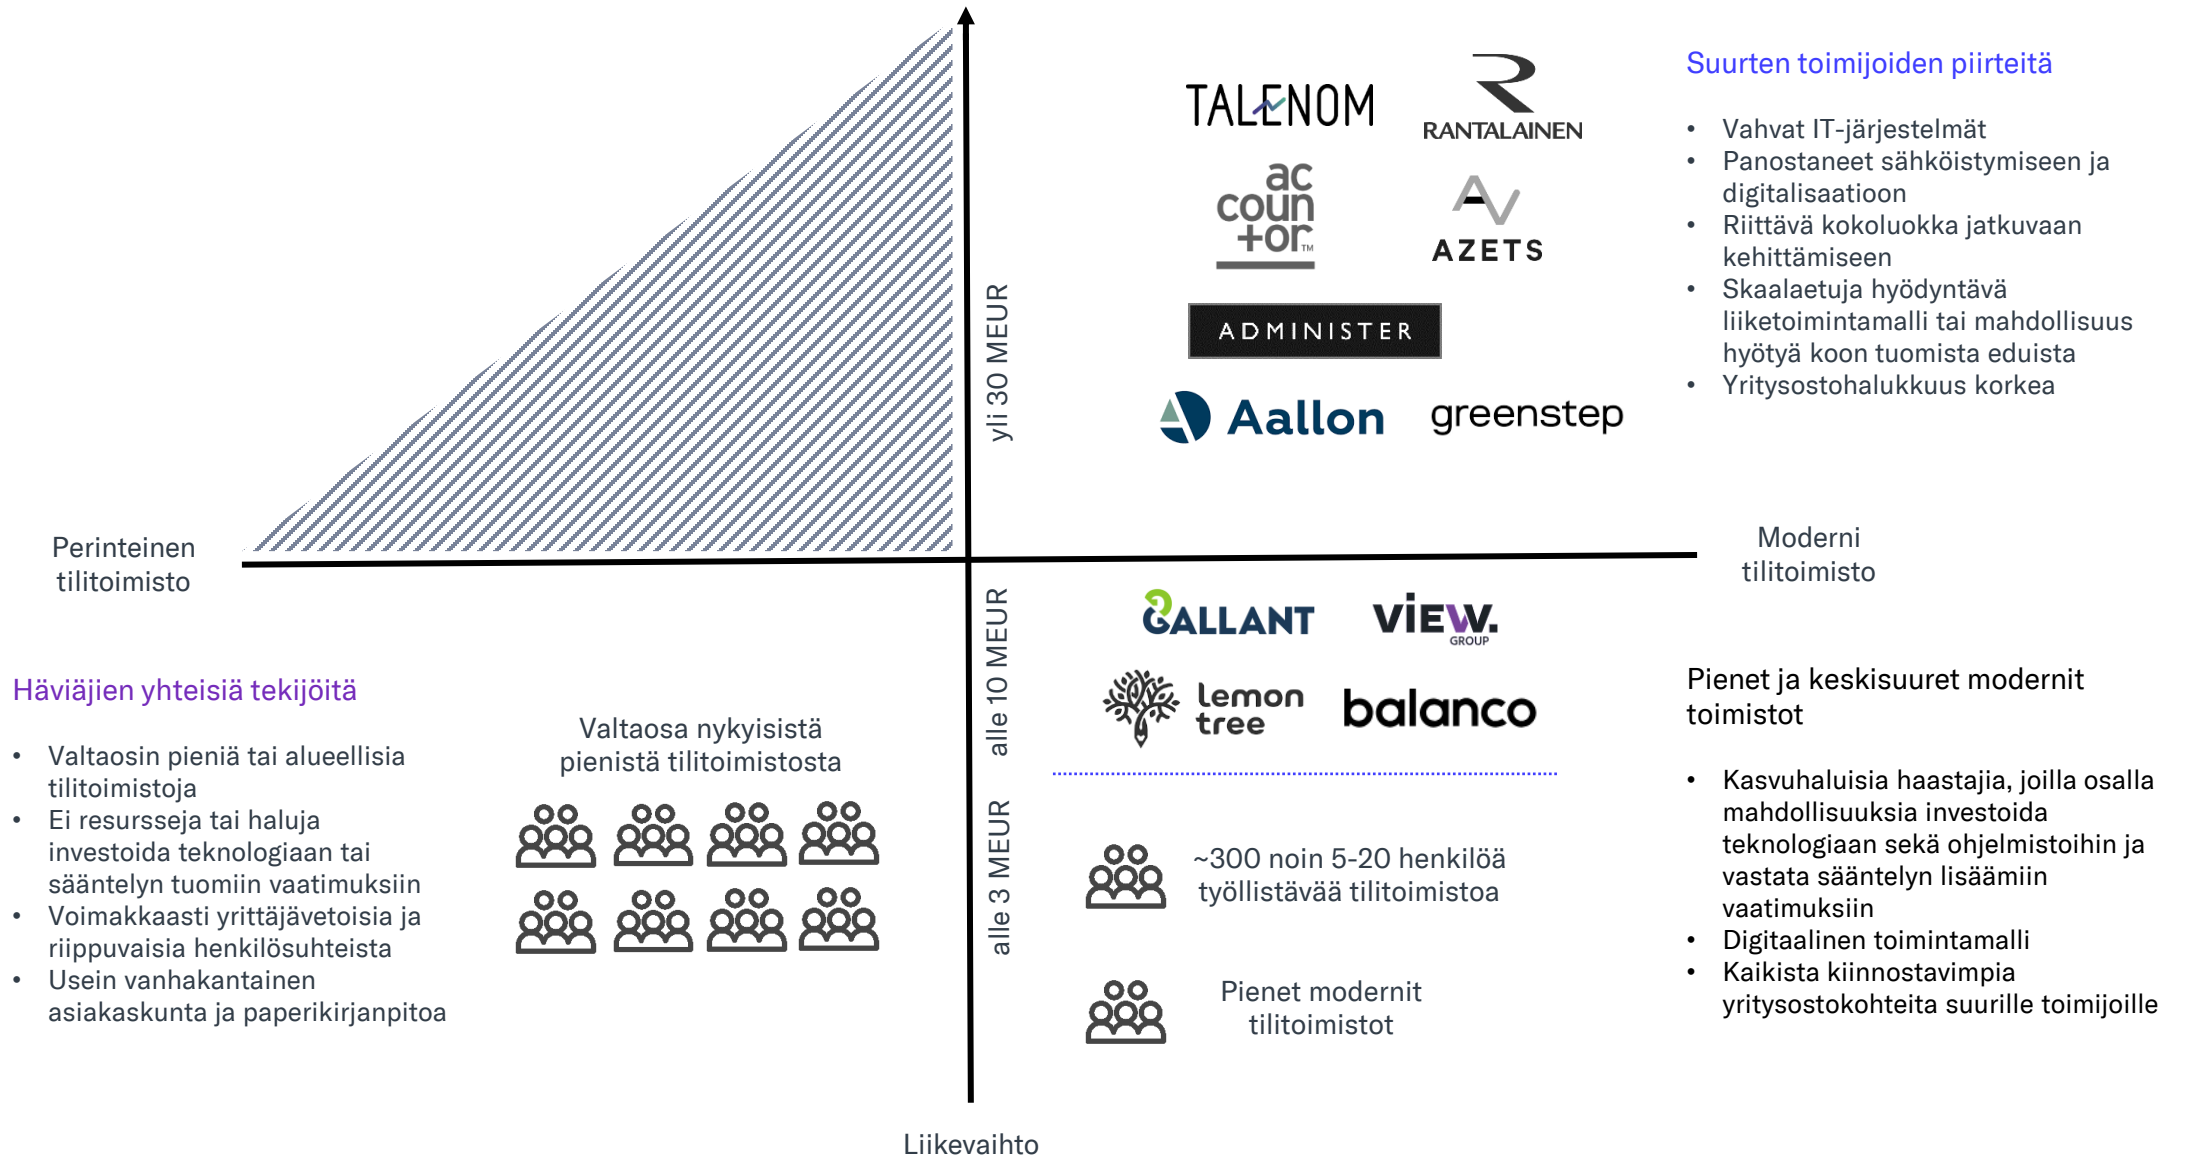 TALENOM
RANTALAINEN
ac
coun
+or™
AZETS
ADMINISTER
Aallon
greenstep
yli 30 MEUR
Suurten toimijoiden piirteitä
• Vahvat IT-järjestelmät
• Panostaneet sähköistymiseen ja
digitalisaatioon
• Riittävä kokoluokka jatkuvaan
kehittämiseen
• Skaalaetuja hyödyntävä
liiketoimintamalli tai mahdollisuus
hyötyä koon tuomista eduista
• Yritysostohalukkuus korkea
Perinteinen
tilitoimisto
Moderni
tilitoimisto
Häviäjien yhteisiä tekijöitä
• Valtaosin pieniä tai alueellisia
tilitoimistoja
• Ei resursseja tai haluja
investoida teknologiaan tai
sääntelyn tuomiin vaatimuksiin
• Voimakkaasti yrittäjävetoisia ja
riippuvaisia henkilösuhteista
• Usein vanhakantainen
asiakaskunta ja paperikirjanpitoa
Valtaosa nykyisistä
pienistä tilitoimistosta
alle 10 MEUR
GALLANT
VIEW.
GROUP
lemon
tree
balanco
alle 3 MEUR
~300 noin 5-20 henkilöä
työllistävää tilitoimistoa
Pienet modernit
tilitoimistot
Pienet ja keskisuuret modernit
toimistot
• Kasvuhaluisia haastajia, joilla osalla
mahdollisuuksia investoida
teknologiaan sekä ohjelmistoihin ja
vastata sääntelyn lisäämiin
vaatimuksiin
• Digitaalinen toimintamalli
• Kaikista kiinnostavimpia
yritysostokohteita suurille toimijoille
Liikevaihto